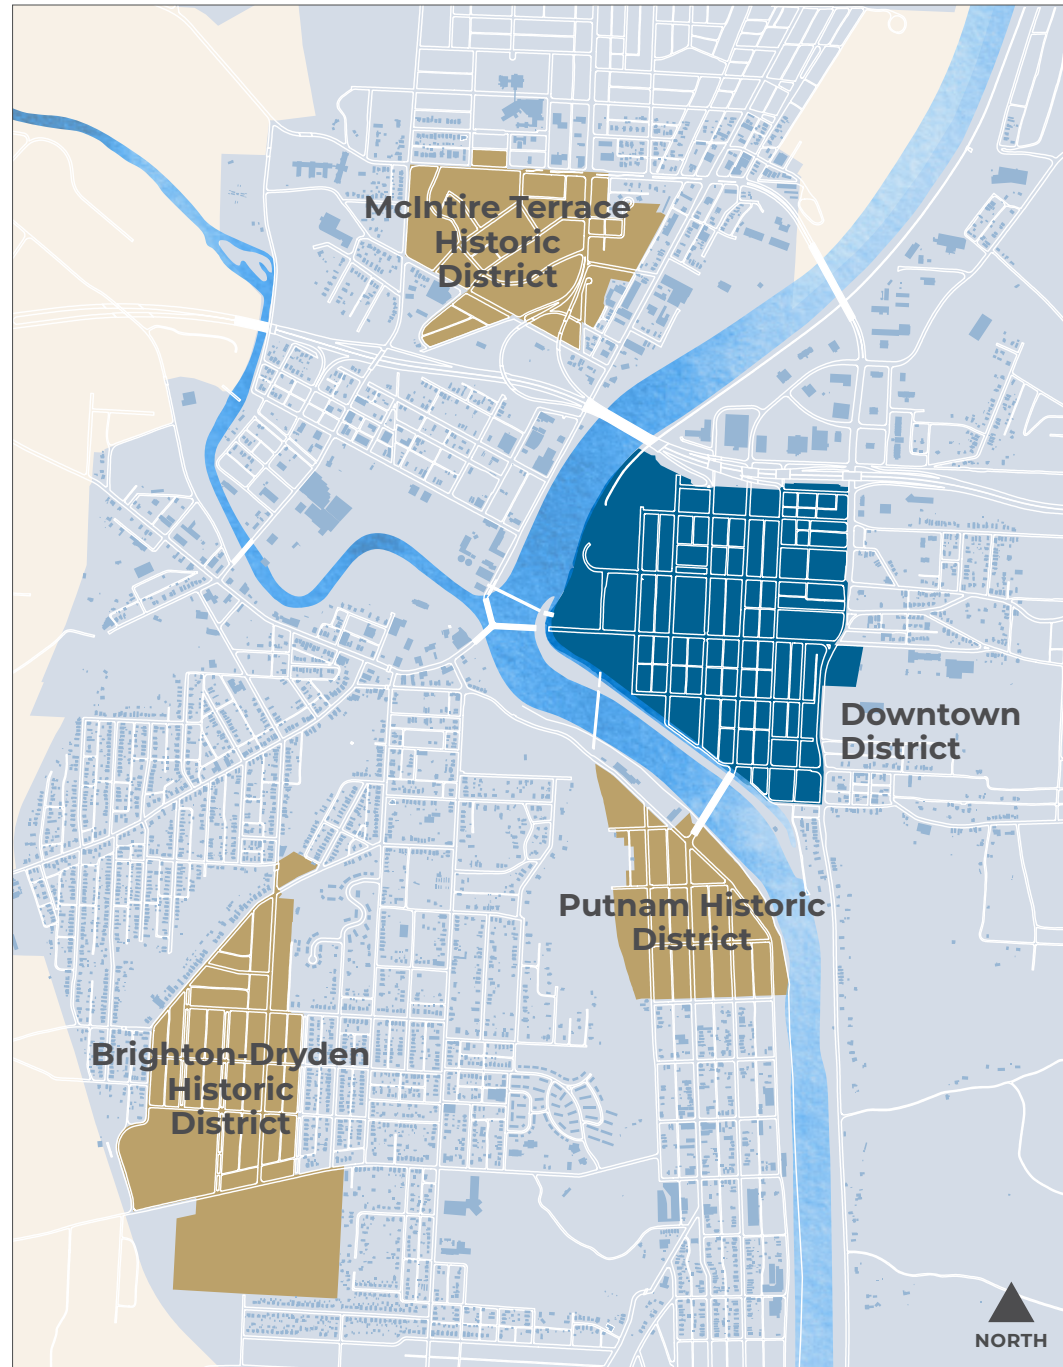 McIntire Terrace
Historic
District
Downtown
District
Putnam Historic
District
Brighton-Dryden
Historic
District
NORTH